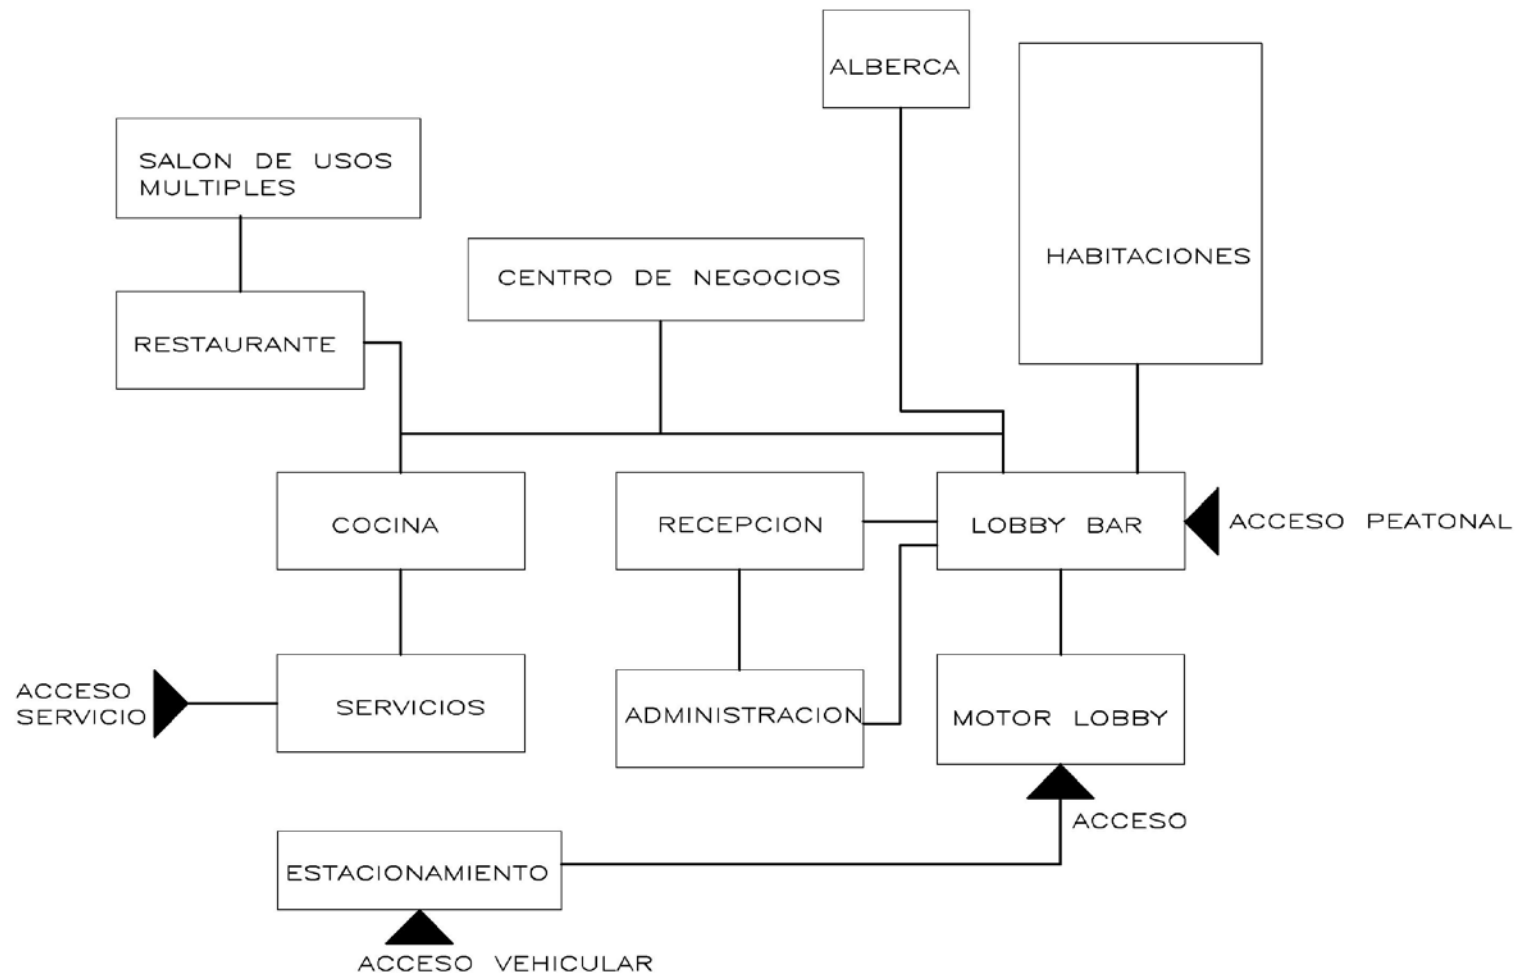 ALBERCA
SALON DE USOS
MULTIPLES
HABITACIONES
CENTRO DE NEGOCIOS
RESTAURANTE
COCINA
RECEPCION
LOBBY BAR
ACCESO PEATONAL
ACCESO
SERVICIO
SERVICIOS
ADMINISTRACION
MOTOR LOBBY
ACCESO
ESTACIONAMIENTO
ACCESO VEHICULAR